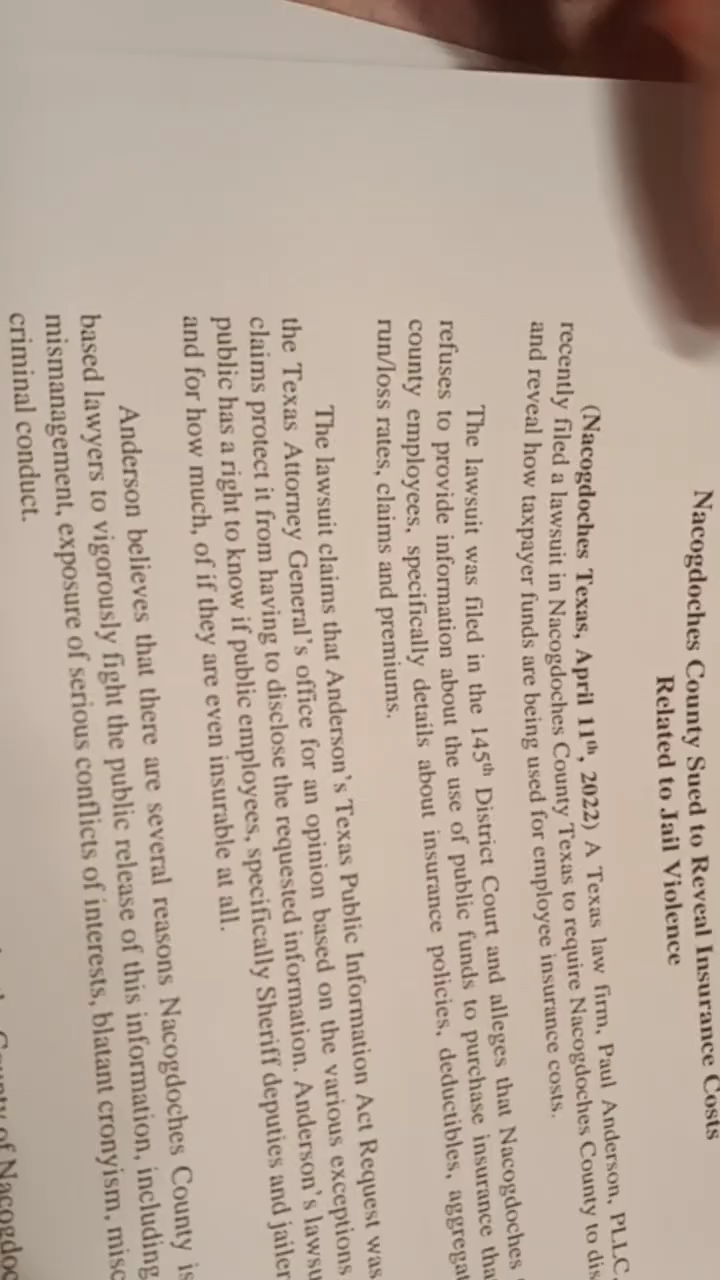 Nacogdoches County Sued to Reveal Insurance Costs
Related to Jail Violence
(Nacogdoches Texas, April 11th, 2022) A Texas law firm, Paul Anderson, PLLC,
recently filed a lawsuit in Nacogdoches County Texas to require Nacogdoches County to dis
and reveal how taxpayer funds are being used for employee insurance costs.
The lawsuit was filed in the 145th District Court and alleges that Nacogdoches
refuses to provide information about the use of public funds to purchase insurance tha
county employees, specifically details about insurance policies, deductibles, aggregat
run/loss rates, claims and premiums.
The lawsuit claims that Anderson's Texas Public Information Act Request was
the Texas Attorney General's office for an opinion based on the various exceptions
claims protect it from having to disclose the requested information. Anderson's lawsu
public has a right to know if public employees, specifically Sheriff deputies and jailer
and for how much, of if they are even insurable at all.
Anderson believes that there are several reasons Nacogdoches County is
based lawyers to vigorously fight the public release of this information, including
mismanagement, exposure of serious conflicts of interests, blatant cronyism, misc
criminal conduct.
County of Nacogdoc